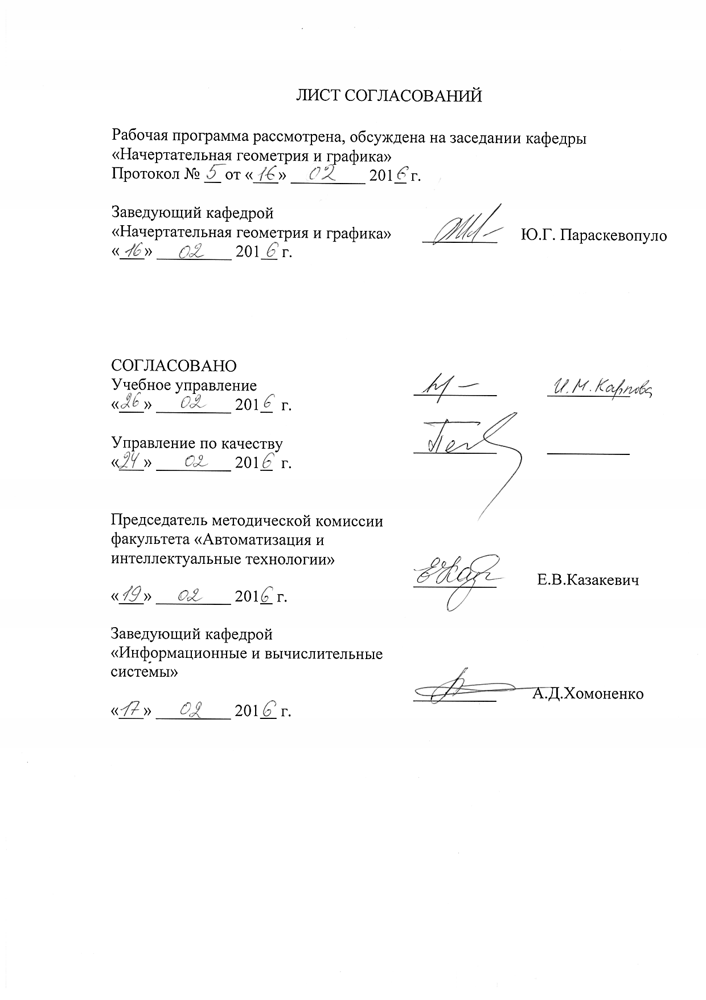 ЛИСТ СОГЛАСОВАНИЙ
Рабочая программа рассмотрена, обсуждена на заседании кафедры
«Начертательная геометрия и графика»
Протокол № 5 от «16» 02 2016 г.
Заведующий кафедрой
«Начертательная геометрия и графика» Ю.Г. Параскевопуло
«16» 02 2016 г.
СОГЛАСОВАНО
Учебное управление И.М. Карпова
«26» 02 2016 г.
Управление по качеству
«24» 02 2016 г.
Председатель методической комиссии
факультета «Автоматизация и
интеллектуальные технологии»
Е.В.Казакевич
«19» 02 2016 г.
Заведующий кафедрой
«Информационные и вычислительные
системы»
А.Д.Хомоненко
«17» 02 2016 г.